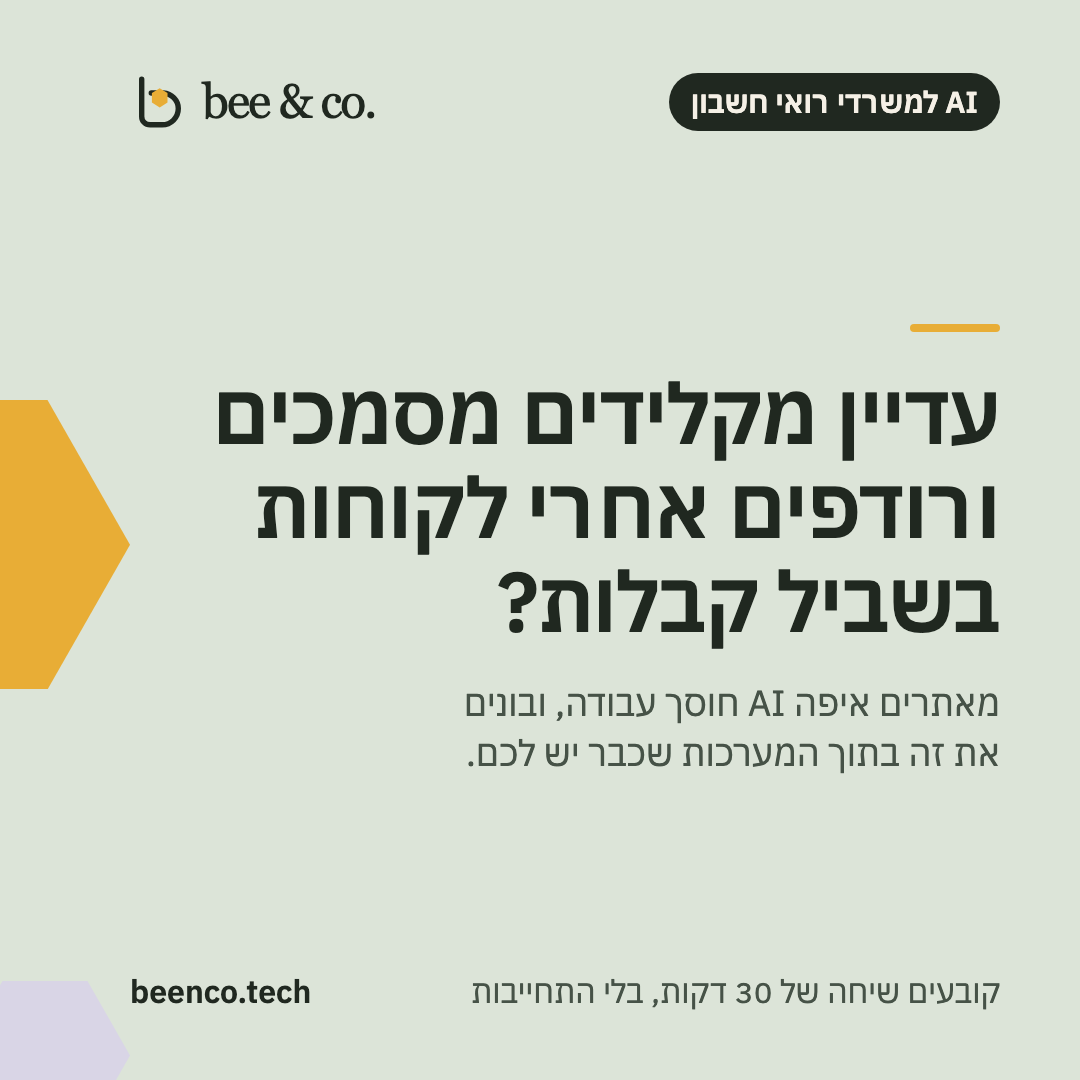 AI למשרדי רואי חשבון
bee & co.
עדיין מקלידים מסמכים
ורודפים אחרי לקוחות
בשביל קבלות?
מאתרים איפה AI חוסך עבודה, ובונים
את זה בתוך המערכות שכבר יש לכם.
קובעים שיחה של 30 דקות, בלי התחייבות
beenco.tech